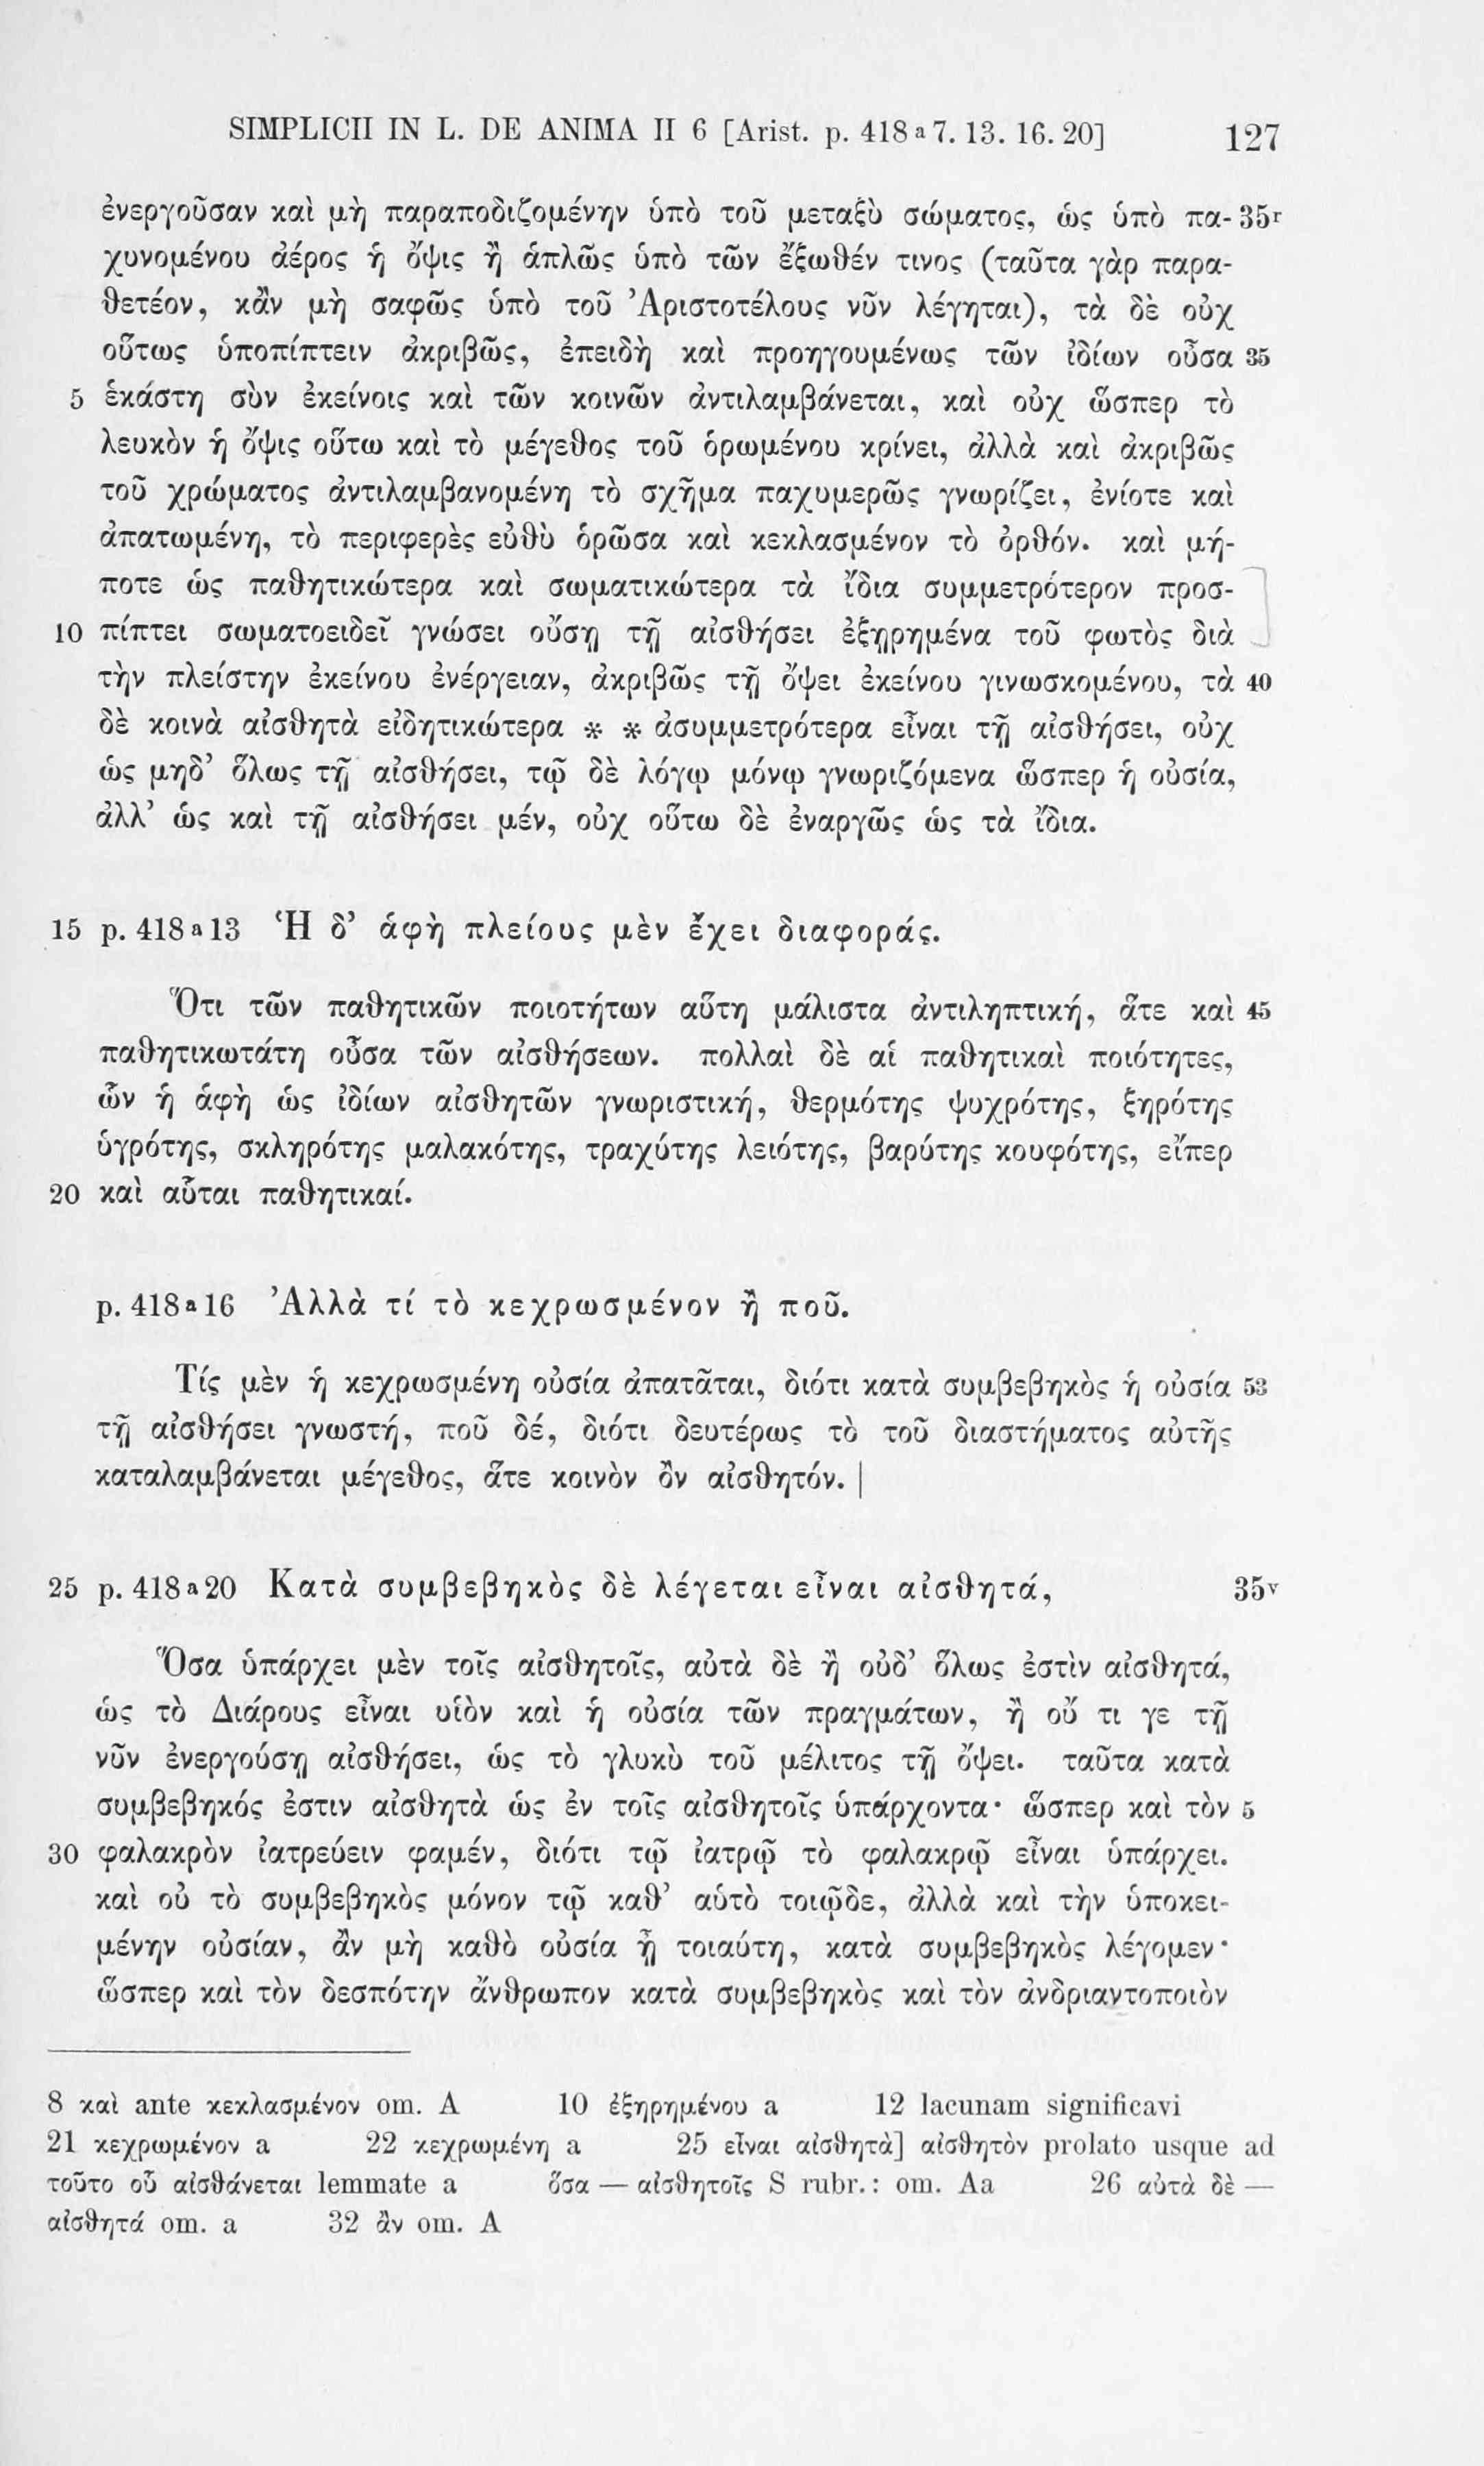 SIMPLICII IN L. DE ANIMA II 6 [Arist. p. 418 a 7. 13. 16. 20] 127
ἐνεργοῦσαν καὶ μὴ παραποδιζομένην ὑπὸ τοῦ μεταξὺ σώματος, ὡς ὑπὸ πα- 35r
χυνομένου ἀέρος ἡ ὄψις ἢ ἁπλῶς ὑπὸ τῶν ἔξωθέν τινος (ταῦτα γὰρ παρα-
θετέον, κἂν μὴ σαφῶς ὑπὸ τοῦ Ἀριστοτέλους νῦν λέγηται), τὰ δὲ οὐχ
οὕτως ὑποπίπτειν ἀκριβῶς, ἐπειδὴ καὶ προηγουμένως τῶν ἰδίων οὖσα 35
5 ἑκάστη σὺν ἐκείνοις καὶ τῶν κοινῶν ἀντιλαμβάνεται, καὶ οὐχ ὥσπερ τὸ
λευκὸν ἡ ὄψις οὕτω καὶ τὸ μέγεθος τοῦ ὁρωμένου κρίνει, ἀλλὰ καὶ ἀκριβῶς
τοῦ χρώματος ἀντιλαμβανομένη τὸ σχῆμα παχυμερῶς γνωρίζει, ἐνίοτε καὶ
ἀπατωμένη, τὸ περιφερὲς εὐθὺ ὁρῶσα καὶ κεκλασμένον τὸ ὀρθόν. καὶ μή-
ποτε ὡς παθητικώτερα καὶ σωματικώτερα τὰ ἴδια συμμετρότερον προσ-
10 πίπτει σωματοειδεῖ γνώσει οὔσῃ τῇ αἰσθήσει ἐξῃρημένα τοῦ φωτὸς διὰ
τὴν πλείστην ἐκείνου ἐνέργειαν, ἀκριβῶς τῇ ὄψει ἐκείνου γινωσκομένου, τὰ 40
δὲ κοινὰ αἰσθητὰ εἰδητικώτερα * * ἀσυμμετρότερα εἶναι τῇ αἰσθήσει, οὐχ
ὡς μηδ’ ὅλως τῇ αἰσθήσει, τῷ δὲ λόγῳ μόνῳ γνωριζόμενα ὥσπερ ἡ οὐσία,
ἀλλ’ ὡς καὶ τῇ αἰσθήσει μέν, οὐχ οὕτω δὲ ἐναργῶς ὡς τὰ ἴδια.
15 p. 418 a 13 Ἡ δ’ ἁφὴ πλείους μὲν ἔχει διαφοράς.
Ὅτι τῶν παθητικῶν ποιοτήτων αὕτη μάλιστα ἀντιληπτική, ἅτε καὶ 45
παθητικωτάτη οὖσα τῶν αἰσθήσεων. πολλαὶ δὲ αἱ παθητικαὶ ποιότητες,
ὧν ἡ ἁφὴ ὡς ἰδίων αἰσθητῶν γνωριστική, θερμότης ψυχρότης, ξηρότης
ὑγρότης, σκληρότης μαλακότης, τραχύτης λειότης, βαρύτης κουφότης, εἴπερ
20 καὶ αὗται παθητικαί.
p. 418 a 16 Ἀλλὰ τί τὸ κεχρωσμένον ἢ ποῦ.
Τίς μὲν ἡ κεχρωσμένη οὐσία ἀπατᾶται, διότι κατὰ συμβεβηκὸς ἡ οὐσία 53
τῇ αἰσθήσει γνωστή, ποῦ δέ, διότι δευτέρως τὸ τοῦ διαστήματος αὐτῆς
καταλαμβάνεται μέγεθος, ἅτε κοινὸν ὂν αἰσθητόν. |
25 p. 418 a 20 Κατὰ συμβεβηκὸς δὲ λέγεται εἶναι αἰσθητά, 35v
Ὅσα ὑπάρχει μὲν τοῖς αἰσθητοῖς, αὐτὰ δὲ ἢ οὐδ’ ὅλως ἐστὶν αἰσθητά,
ὡς τὸ Διάρους εἶναι υἱὸν καὶ ἡ οὐσία τῶν πραγμάτων, ἢ οὔ τι γε τῇ
νῦν ἐνεργούσῃ αἰσθήσει, ὡς τὸ γλυκὺ τοῦ μέλιτος τῇ ὄψει. ταῦτα κατὰ
συμβεβηκός ἐστιν αἰσθητὰ ὡς ἐν τοῖς αἰσθητοῖς ὑπάρχοντα· ὥσπερ καὶ τὸν 5
30 φαλακρὸν ἰατρεύειν φαμέν, διότι τῷ ἰατρῷ τὸ φαλακρῷ εἶναι ὑπάρχει.
καὶ οὐ τὸ συμβεβηκὸς μόνον τῷ καθ’ αὑτὸ τοιῷδε, ἀλλὰ καὶ τὴν ὑποκει-
μένην οὐσίαν, ἂν μὴ καθὸ οὐσία ᾖ τοιαύτη, κατὰ συμβεβηκὸς λέγομεν·
ὥσπερ καὶ τὸν δεσπότην ἄνθρωπον κατὰ συμβεβηκὸς καὶ τὸν ἀνδριαντοποιὸν
8 καὶ ante κεκλασμένον om. A 10 ἐξῃρημένου a 12 lacunam significavi
21 κεχρωμένον a 22 κεχρωμένη a 25 εἶναι αἰσθητὰ] αἰσθητὸν prolato usque ad
τοῦτο οὗ αἰσθάνεται lemmate a ὅσα — αἰσθητοῖς S rubr.: om. Aa 26 αὐτὰ δὲ —
αἰσθητά om. a 32 ἂν om. A